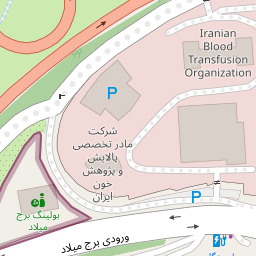 Iranian
Blood
Transfusion
Organization
P
شرکت
مادر تخصصی
پالایش
و پژوهش
خون
ایران
P
بولینگ برج
میلاد
ورودی برج میلاد